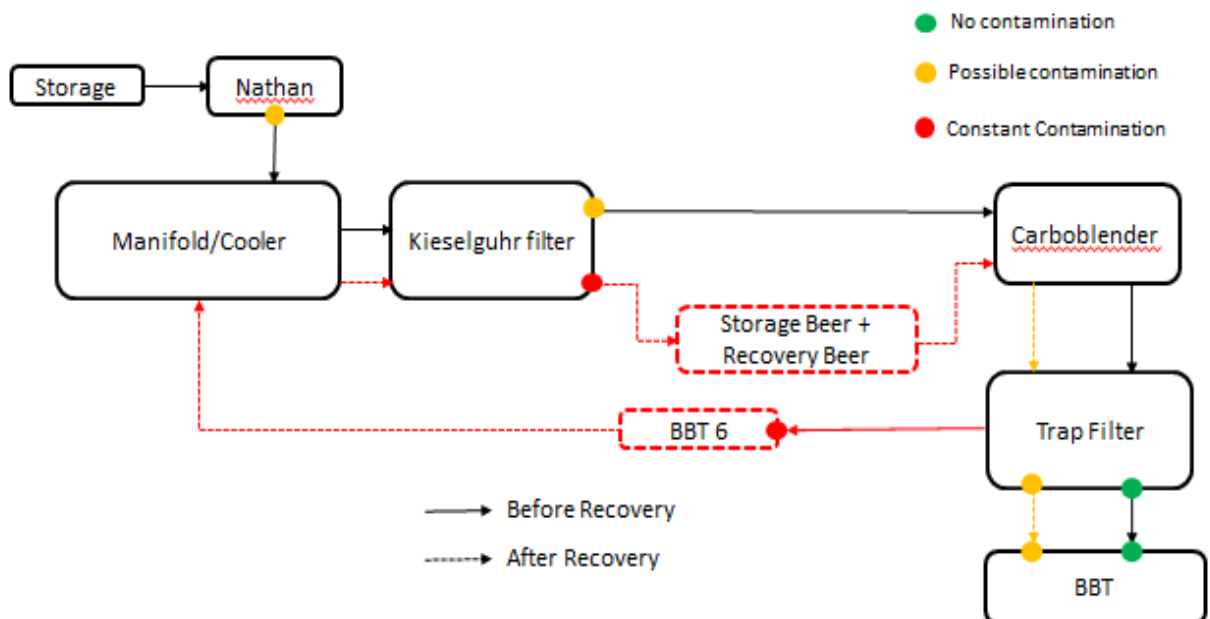 No contamination
Possible contamination
Constant Contamination
Storage
Nathan
Manifold/Cooler
Kieselguhr filter
Carboblender
Storage Beer +
Recovery Beer
BBT 6
Trap Filter
Before Recovery
After Recovery
BBT